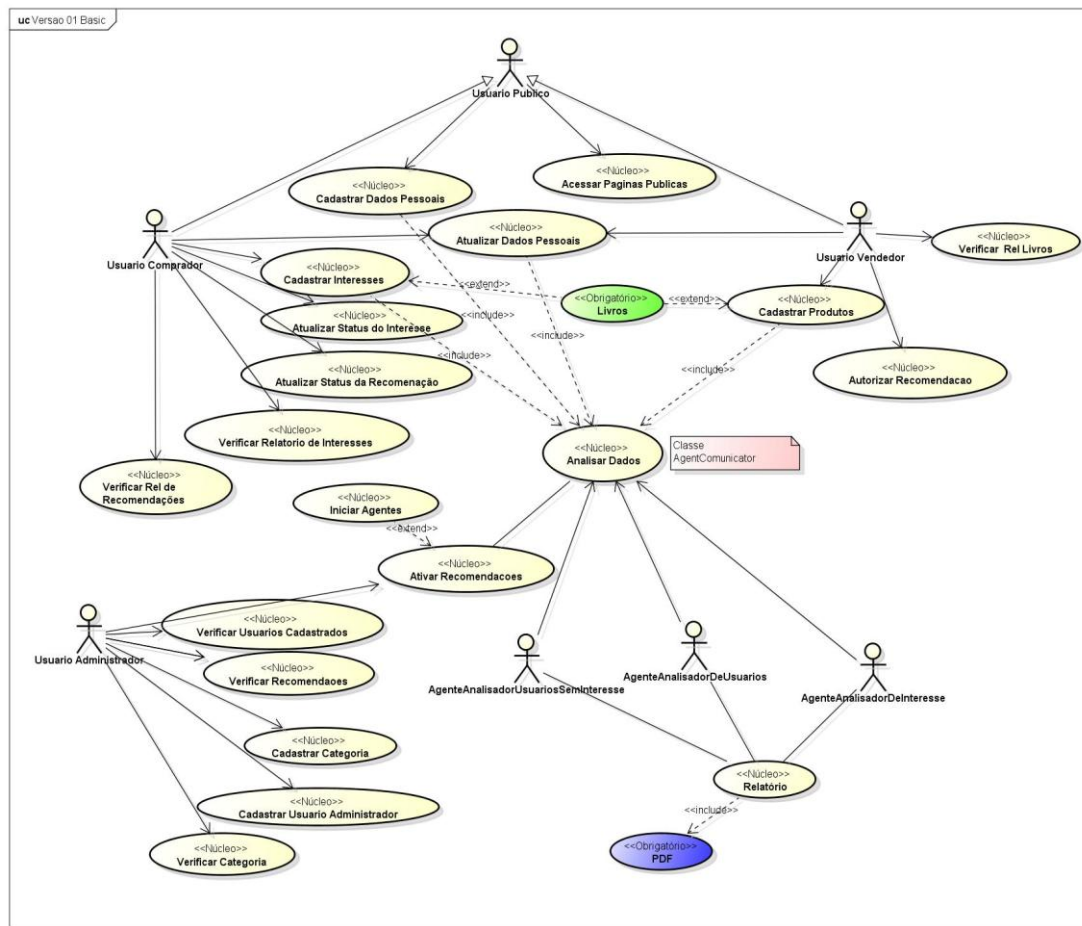 uc Versao 01 Basic
Usuario Publico
<<Núcleo>>
Cadastrar Dados Pessoais
<<Núcleo>>
Acessar Paginas Publicas
<<Núcleo>>
Atualizar Dados Pessoais
Usuario Comprador
Usuario Vendedor
<<Núcleo>>
Verificar Rel Livros
<<Núcleo>>
Cadastrar Interesses
<<extend>>
<<Obrigatório>>
Livros
<<extend>>
<<Núcleo>>
Cadastrar Produtos
<<Núcleo>>
Atualizar Status do Interesse
<<include>>
<<include>>
<<include>>
<<include>>
<<Núcleo>>
Atualizar Status da Recomenação
<<Núcleo>>
Autorizar Recomendacao
<<Núcleo>>
Verificar Relatorio de Interesses
<<Núcleo>>
Verificar Rel de
Recomendações
<<Núcleo>>
Analisar Dados
Classe
AgentComunicator
<<Núcleo>>
Iniciar Agentes
<<extend>>
<<Núcleo>>
Ativar Recomendacoes
Usuario Administrador
<<Núcleo>>
Verificar Usuarios Cadastrados
<<Núcleo>>
Verificar Recomendaoes
AgenteAnalisadorUsuariosSemInteresse
AgenteAnalisadorDeUsuarios
AgenteAnalisadorDeInteresse
<<Núcleo>>
Cadastrar Categoria
<<Núcleo>>
Relatório
<<Núcleo>>
Cadastrar Usuario Administrador
<<include>>
<<Núcleo>>
Verificar Categoria
<<Obrigatório>>
PDF